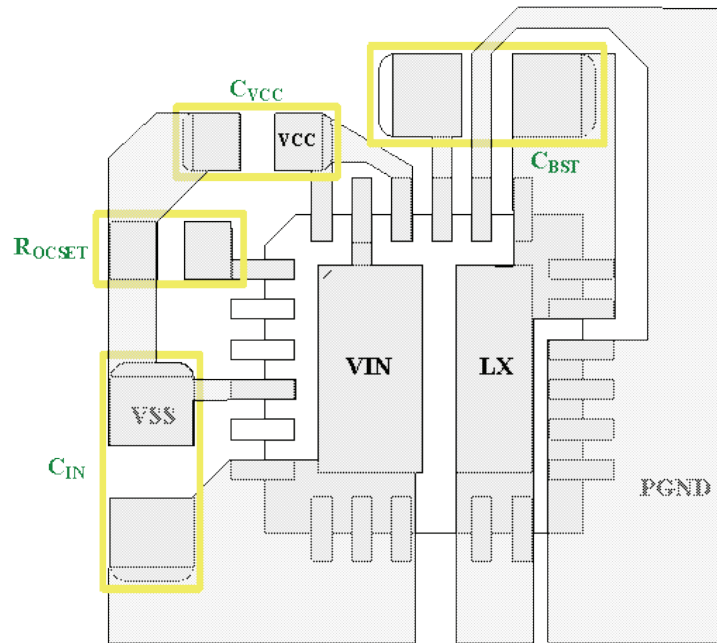 CVCC
VCC
CBST
ROCSET
VIN
LX
VSS
CIN
PGND